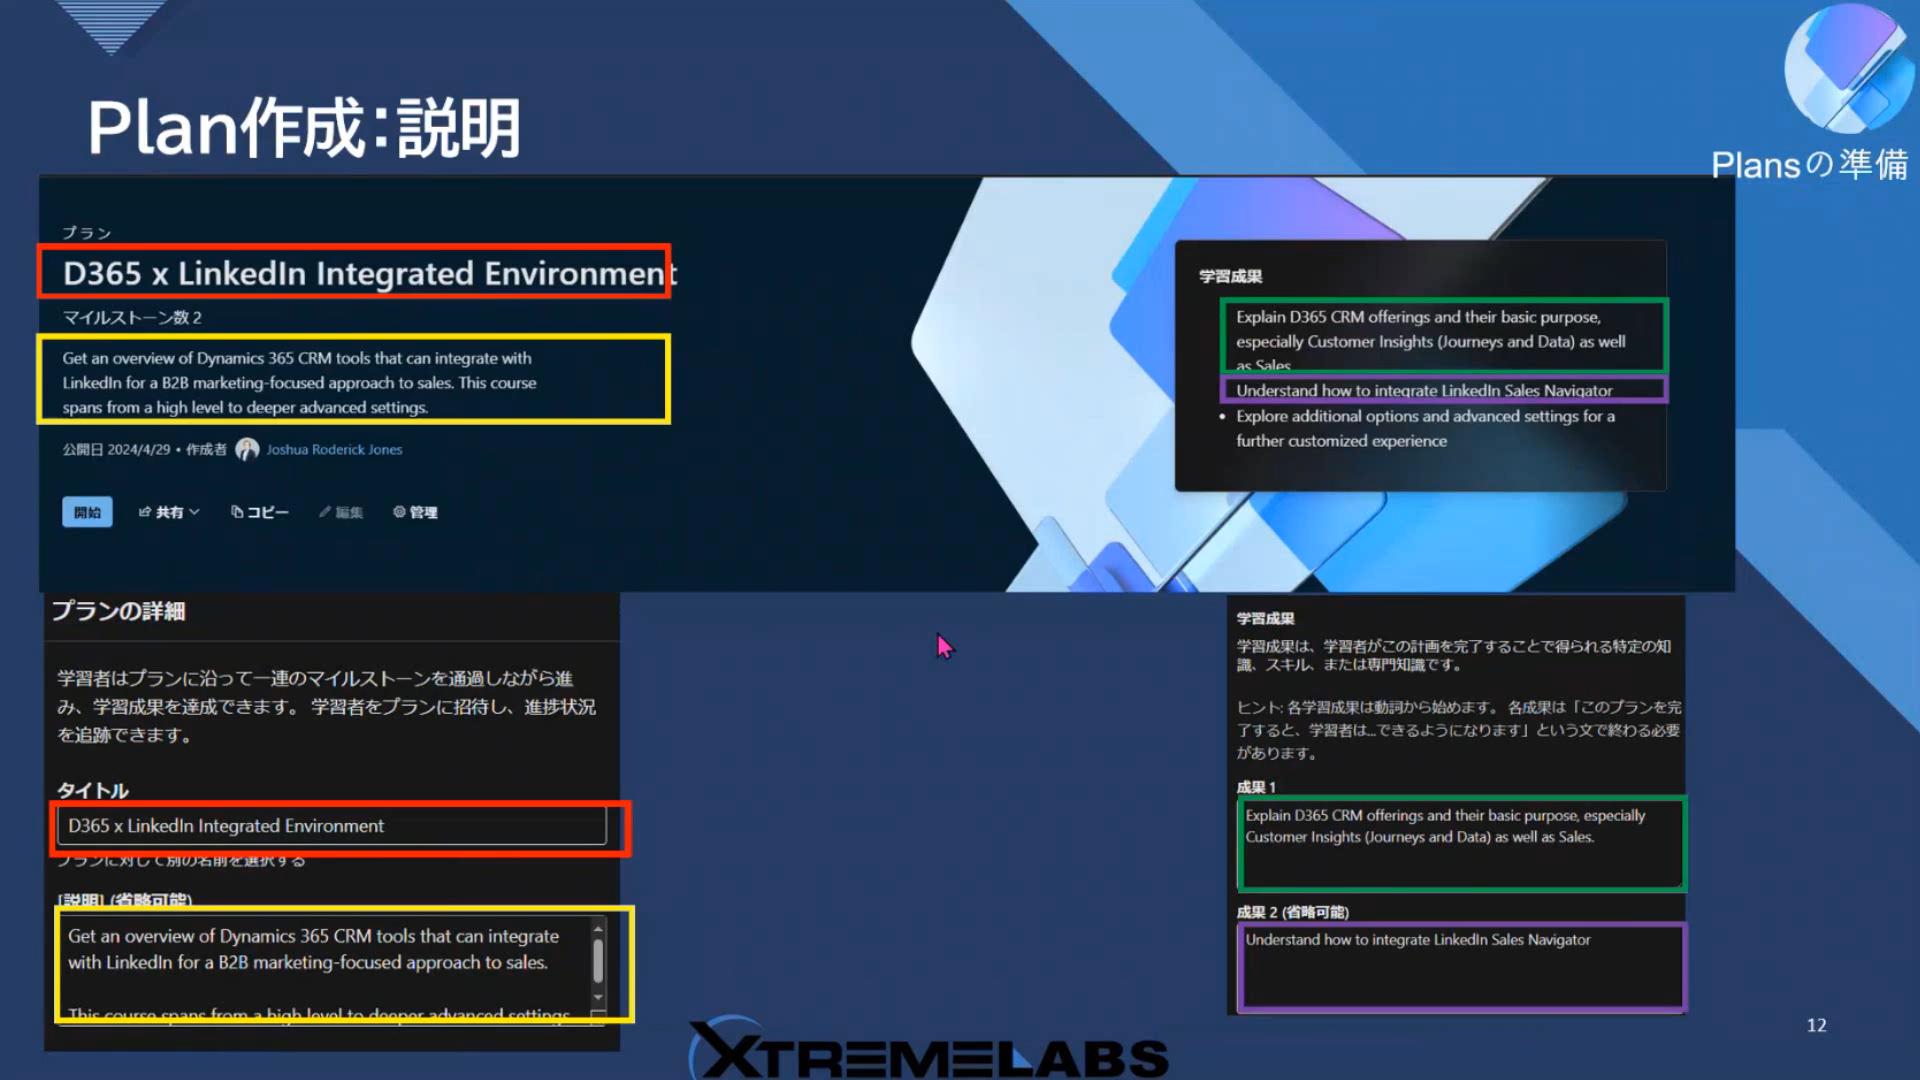 Plan作成：説明
Plansの準備
プラン
D365 x LinkedIn Integrated Environment
マイルストーン数 2
Get an overview of Dynamics 365 CRM tools that can integrate with
LinkedIn for a B2B marketing-focused approach to sales. This course
spans from a high level to deeper advanced settings.
公開日 2024/4/29 • 作成者 Joshua Roderick Jones
開始 共有 コピー 編集 管理
学習成果
Explain D365 CRM offerings and their basic purpose,
especially Customer Insights (Journeys and Data) as well
as Sales
Understand how to integrate LinkedIn Sales Navigator
• Explore additional options and advanced settings for a
further customized experience
プランの詳細
学習者はプランに沿って一連のマイルストーンを通過しながら進
み、学習成果を達成できます。 学習者をプランに招待し、進捗状況
を追跡できます。
タイトル
D365 x LinkedIn Integrated Environment
プランに対して別の名前を選択する
[説明] (省略可能)
Get an overview of Dynamics 365 CRM tools that can integrate
with LinkedIn for a B2B marketing-focused approach to sales.
This course spans from a high level to deeper advanced settings
学習成果
学習成果は、学習者がこの計画を完了することで得られる特定の知
識、スキル、または専門知識です。
ヒント: 各学習成果は動詞から始めます。 各成果は「このプランを完
了すると、学習者は...できるようになります」という文で終わる必要
があります。
成果 1
Explain D365 CRM offerings and their basic purpose, especially
Customer Insights (Journeys and Data) as well as Sales.
成果 2 (省略可能)
Understand how to integrate LinkedIn Sales Navigator
XTREMELABS
12